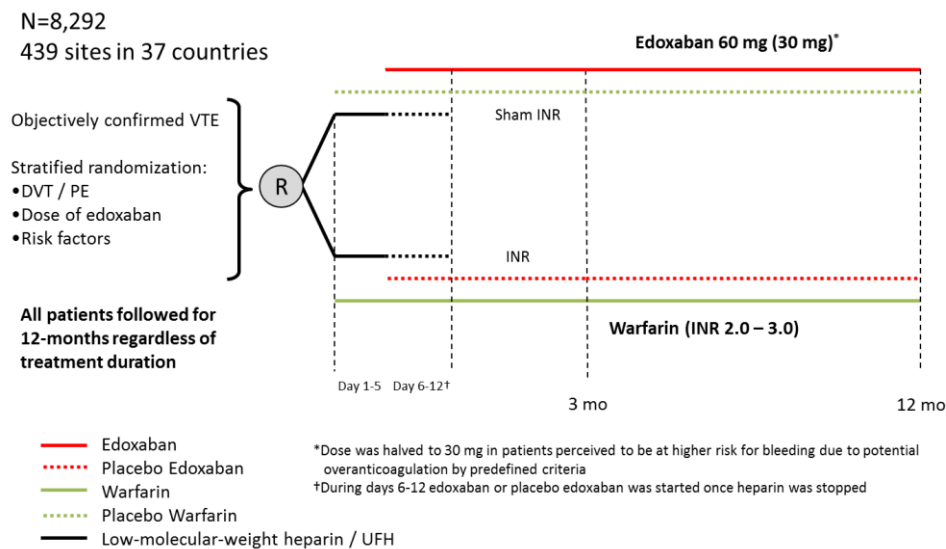 N=8,292
439 sites in 37 countries
Edoxaban 60 mg (30 mg)*
Objectively confirmed VTE
Sham INR
Stratified randomization:
•DVT / PE
•Dose of edoxaban
•Risk factors
R
INR
All patients followed for
12-months regardless of
treatment duration
Warfarin (INR 2.0 – 3.0)
Day 1-5 Day 6-12†
3 mo
12 mo
Edoxaban
Placebo Edoxaban
Warfarin
Placebo Warfarin
Low-molecular-weight heparin / UFH
*Dose was halved to 30 mg in patients perceived to be at higher risk for bleeding due to potential
overanticoagulation by predefined criteria
†During days 6-12 edoxaban or placebo edoxaban was started once heparin was stopped